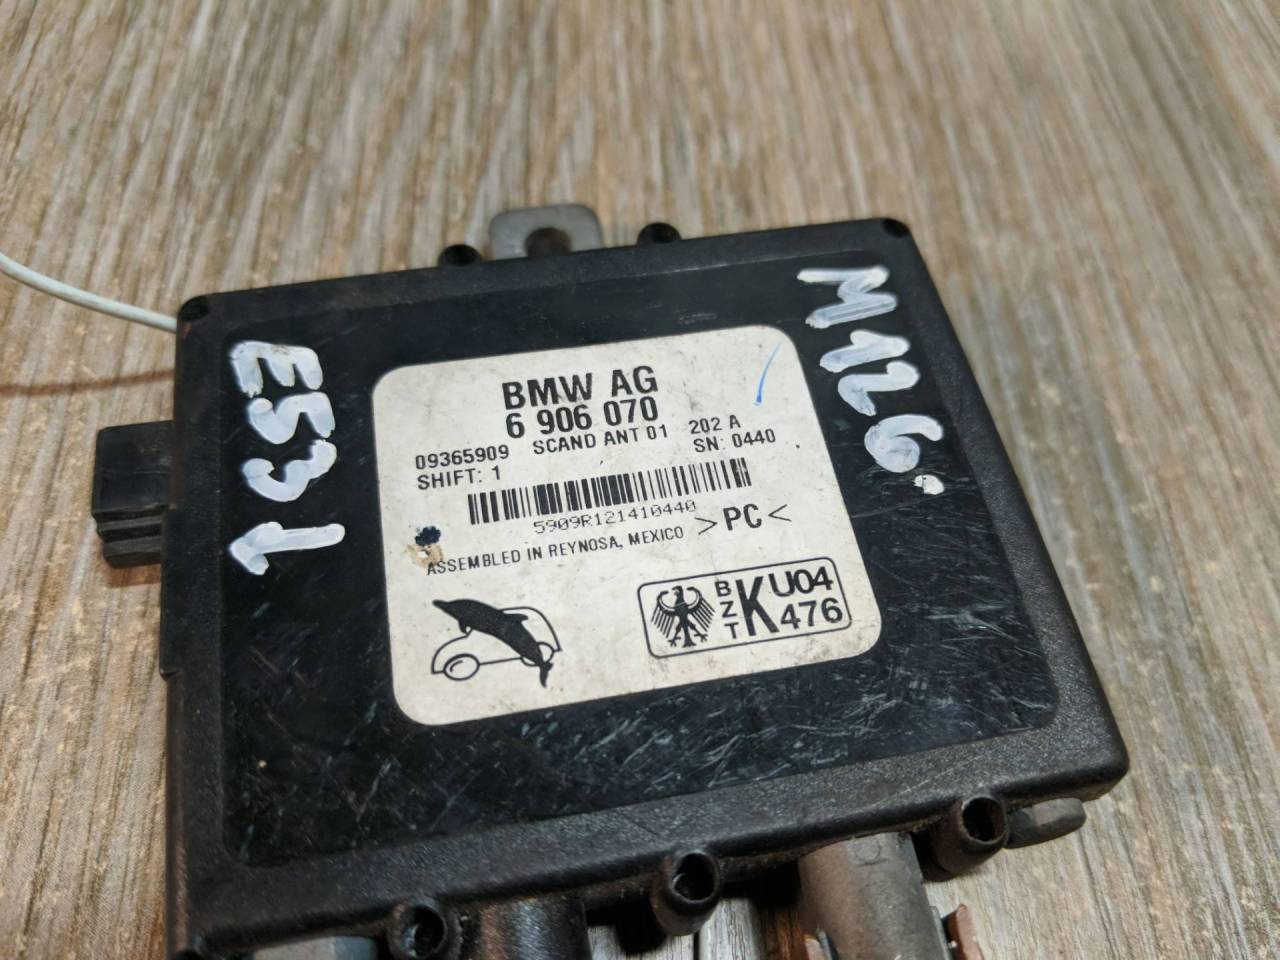 BMW AG
6 906 070
09365909 SCAND ANT 01 202 A
SHIFT: 1 SN: 0440
5909R121410440
ASSEMBLED IN REYNOSA, MEXICO >PC<
BZT K U04 476
E53 L
M126.